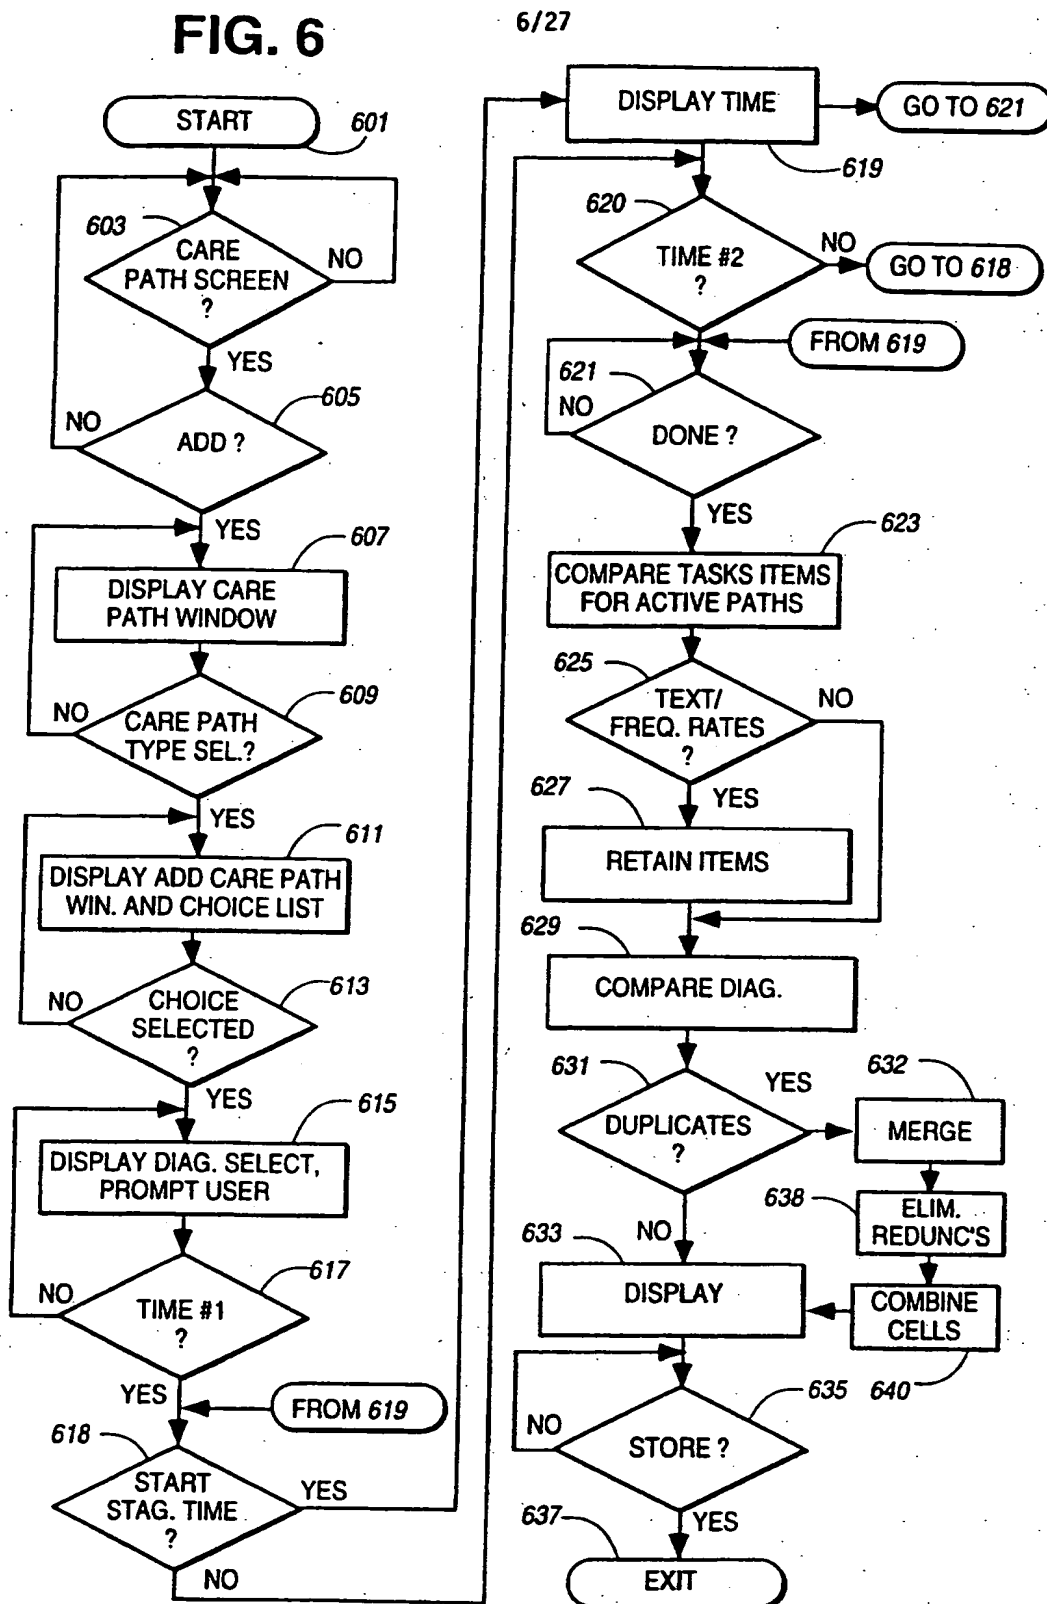 FIG. 6
6/27
START
601
603
CARE
PATH SCREEN
?
NO
YES
605
NO
ADD ?
YES
607
DISPLAY CARE
PATH WINDOW
609
NO
CARE PATH
TYPE SEL.?
YES
611
DISPLAY ADD CARE PATH
WIN. AND CHOICE LIST
613
NO
CHOICE
SELECTED
?
YES
615
DISPLAY DIAG. SELECT,
PROMPT USER
617
NO
TIME #1
?
YES
FROM 619
618
START
STAG. TIME
?
YES
NO
DISPLAY TIME
GO TO 621
619
620
TIME #2
?
NO
GO TO 618
FROM 619
621
NO
DONE ?
YES
623
COMPARE TASKS ITEMS
FOR ACTIVE PATHS
625
TEXT/
FREQ. RATES
?
NO
YES
627
RETAIN ITEMS
629
COMPARE DIAG.
631
DUPLICATES
?
YES
632
MERGE
638
ELIM.
REDUNC'S
NO
633
DISPLAY
COMBINE
CELLS
640
635
NO
STORE ?
YES
637
EXIT